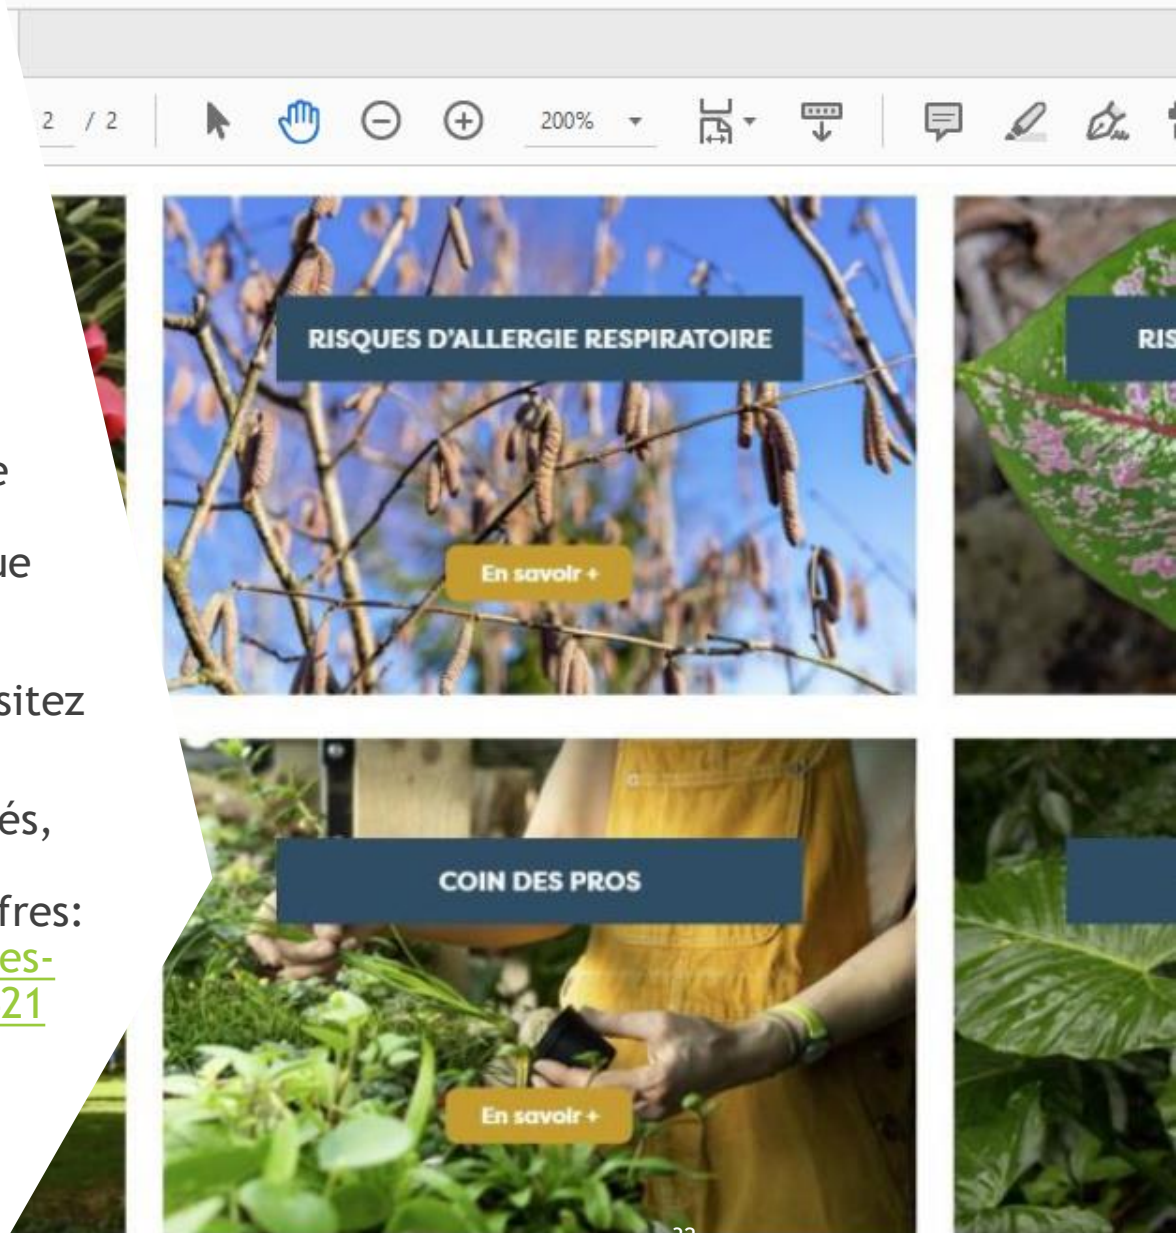 2 / 2
200%
RISQUES D'ALLERGIE RESPIRATOIRE
RIS
e
ue
En savoir +
sitez
és,
COIN DES PROS
fres:
es-
21
En savoir +